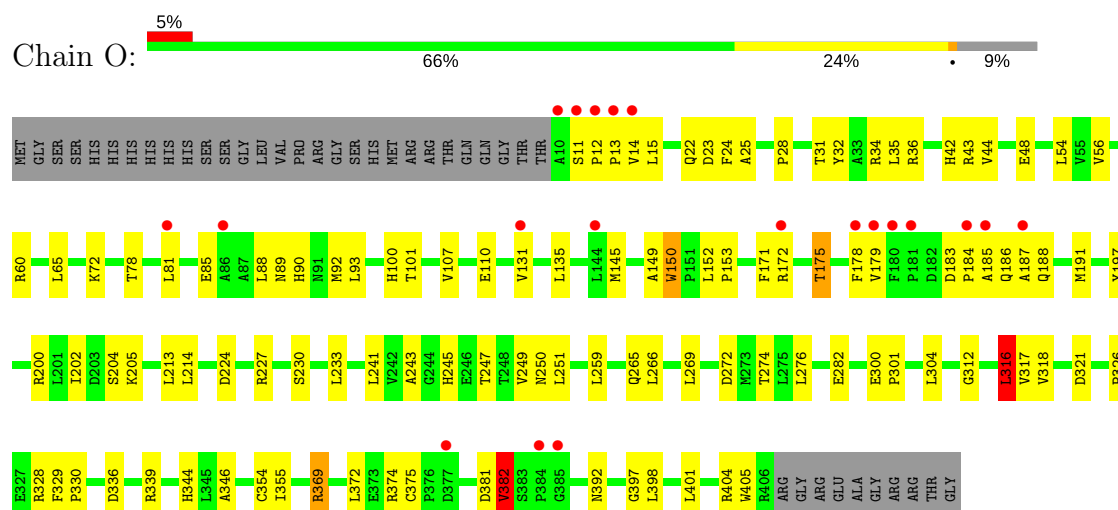 5%
Chain O:
66% 24% • 9%
MET GLY SER SER HIS HIS HIS HIS HIS HIS SER SER GLY LEU VAL PRO ARG GLY SER HIS MET ARG ARG THR GLN GLN GLY THR THR A10 S11 P12 P13 V14 L15 Q22 D23 F24 A25 P28 T31 Y32 A33 R34 L35 R36 H42 R43 V44 E48 L54 V55 V56
R60 L65 K72 T78 L81 E85 A86 A87 L88 N89 H90 N91 M92 L93 H100 T101 V107 E110 V131 L135 L144 M145 A149 W150 P151 L152 P153 F171 R172 T175 F178 V179 F180 P181 D182 D183 P184 A185 Q186 A187 Q188 M191
R200 L201 I202 D203 S204 K205 L213 L214 D224 R227 S230 L233 L241 V242 A243 G244 H245 E246 T247 T248 V249 N250 L251 L259 Q265 L266 L269 D272 M273 T274 L275 L276 E282 E300 P301 L304 G312 L316 V317 V318 D321
E327 R328 F329 P330 D336 R339 H344 L345 A346 C354 I355 R369 L372 E373 R374 C375 P376 D377 D381 V382 S383 P384 G385 N392 G397 L398 L401 R404 W405 R406 ARG GLY ARG GLU ALA GLY ARG ARG THR GLY